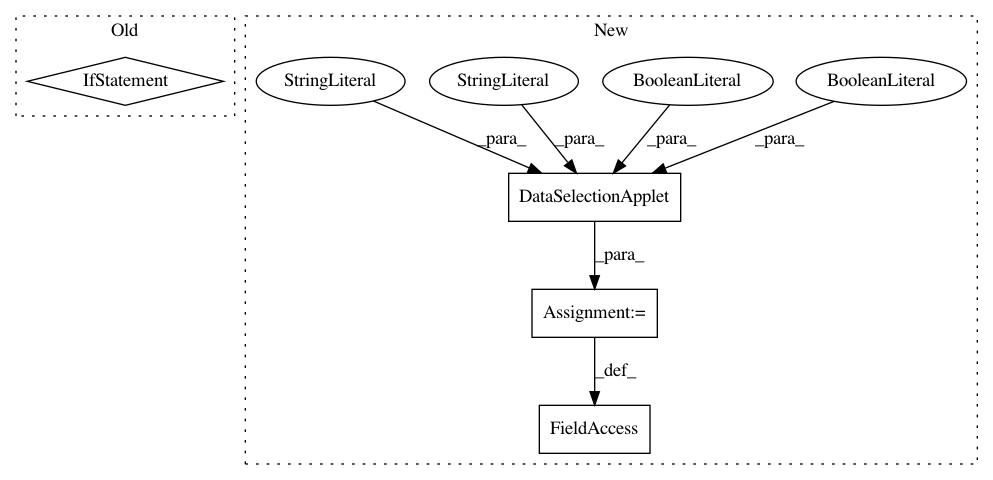 Old
New
IfStatement
StringLiteral
StringLiteral
BooleanLiteral
BooleanLiteral
_para_
_para_
_para_
_para_
DataSelectionApplet
_para_
Assignment:=
_def_
FieldAccess